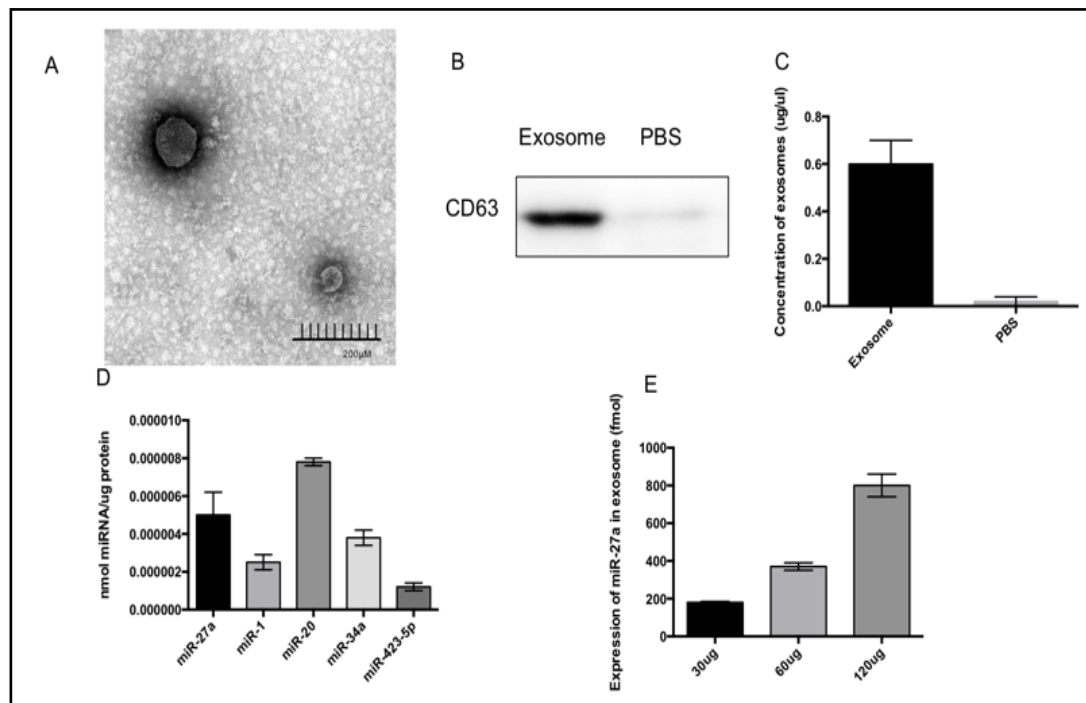 A
200μM
B
Exosome PBS
CD63
C
Concentration of exosomes (ug/ul)
0.8
0.6
0.4
0.2
0.0
Exosome
PBS
D
nmol miRNA/ug protein
0.000010
0.000008
0.000006
0.000004
0.000002
0.000000
miR-27a
miR-1
miR-20
miR-34a
miR-423-5p
E
Expression of miR-27a in exosome (fmol)
1000
800
600
400
200
0
30ug
60ug
120ug